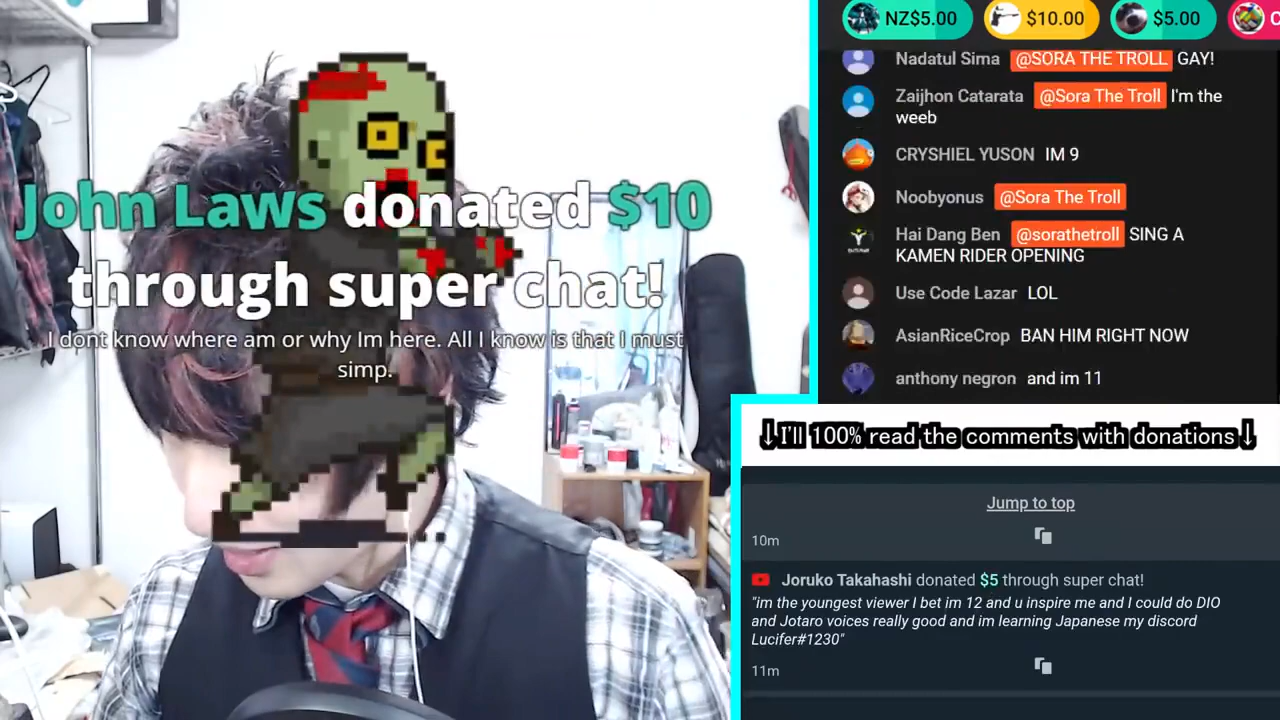 John Laws donated $10
through super chat!
I dont know where am or why Im here. All I know is that I must
simp.
NZ$5.00
$10.00
$5.00
Nadatul Sima @SORA THE TROLL GAY!
Zaijhon Catarata @Sora The Troll I'm the
weeb
CRYSHIEL YUSON IM 9
Noobyonus @Sora The Troll
Hai Dang Ben @sorathetroll SING A
KAMEN RIDER OPENING
Use Code Lazar LOL
AsianRiceCrop BAN HIM RIGHT NOW
anthony negron and im 11
↓I'll 100% read the comments with donations↓
Jump to top
10m
Joruko Takahashi donated $5 through super chat!
"im the youngest viewer I bet im 12 and u inspire me and I could do DIO
and Jotaro voices really good and im learning Japanese my discord
Lucifer#1230"
11m